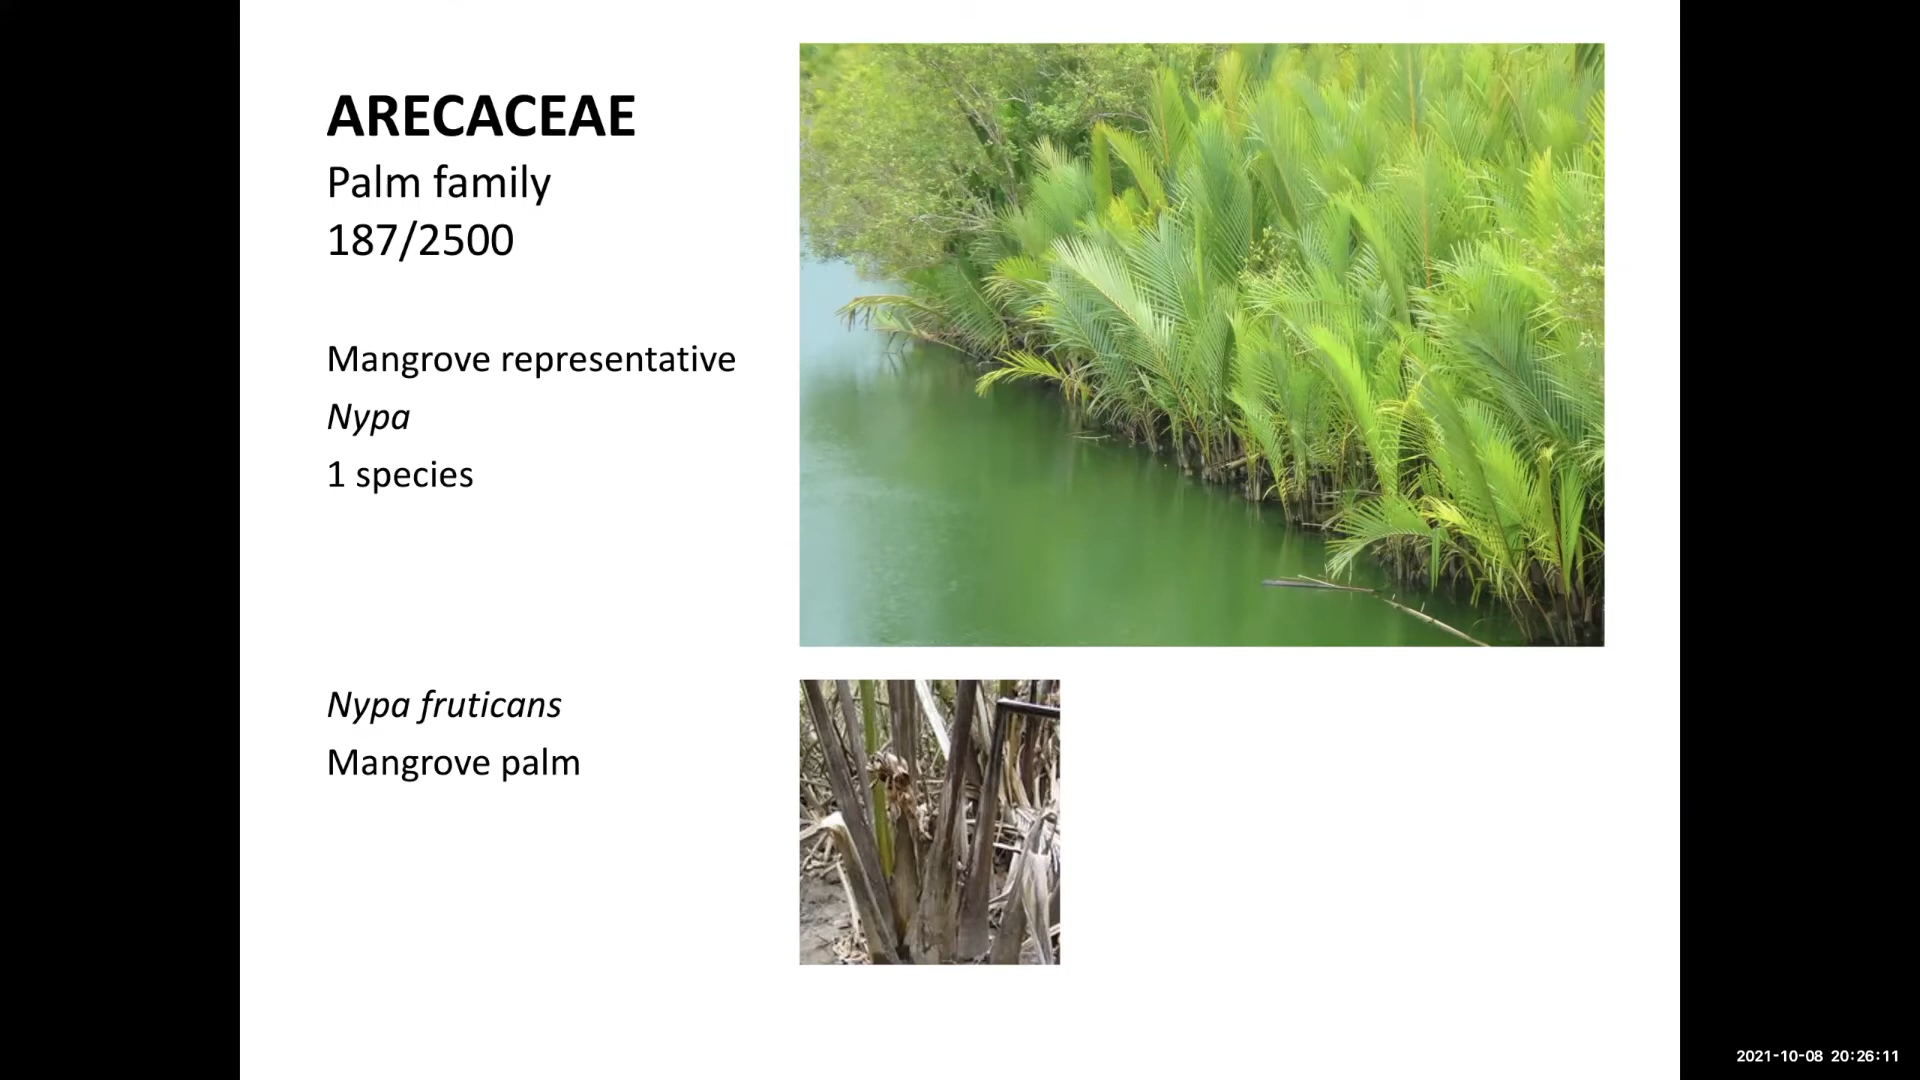 ARECACEAE
Palm family
187/2500
Mangrove representative
Nypa
1 species
Nypa fruticans
Mangrove palm
2021-10-08 20:26:11